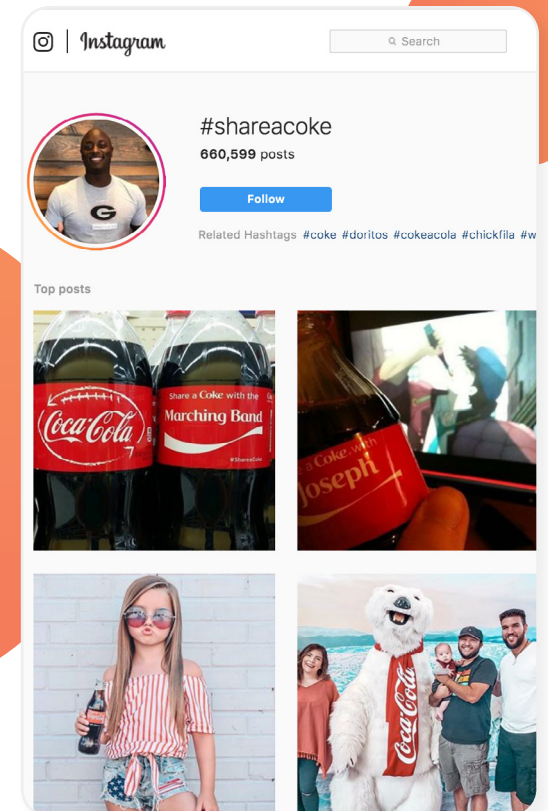 Instagram
Search
#shareacoke
660,599 posts
Follow
Related Hashtags #coke #doritos #cokeacola #chickfila #w
Top posts
Coca-Cola
7
Share a Coke with the
Marching Band
#ShareaCoke
e a Coke with
Joseph
Coca-Cola